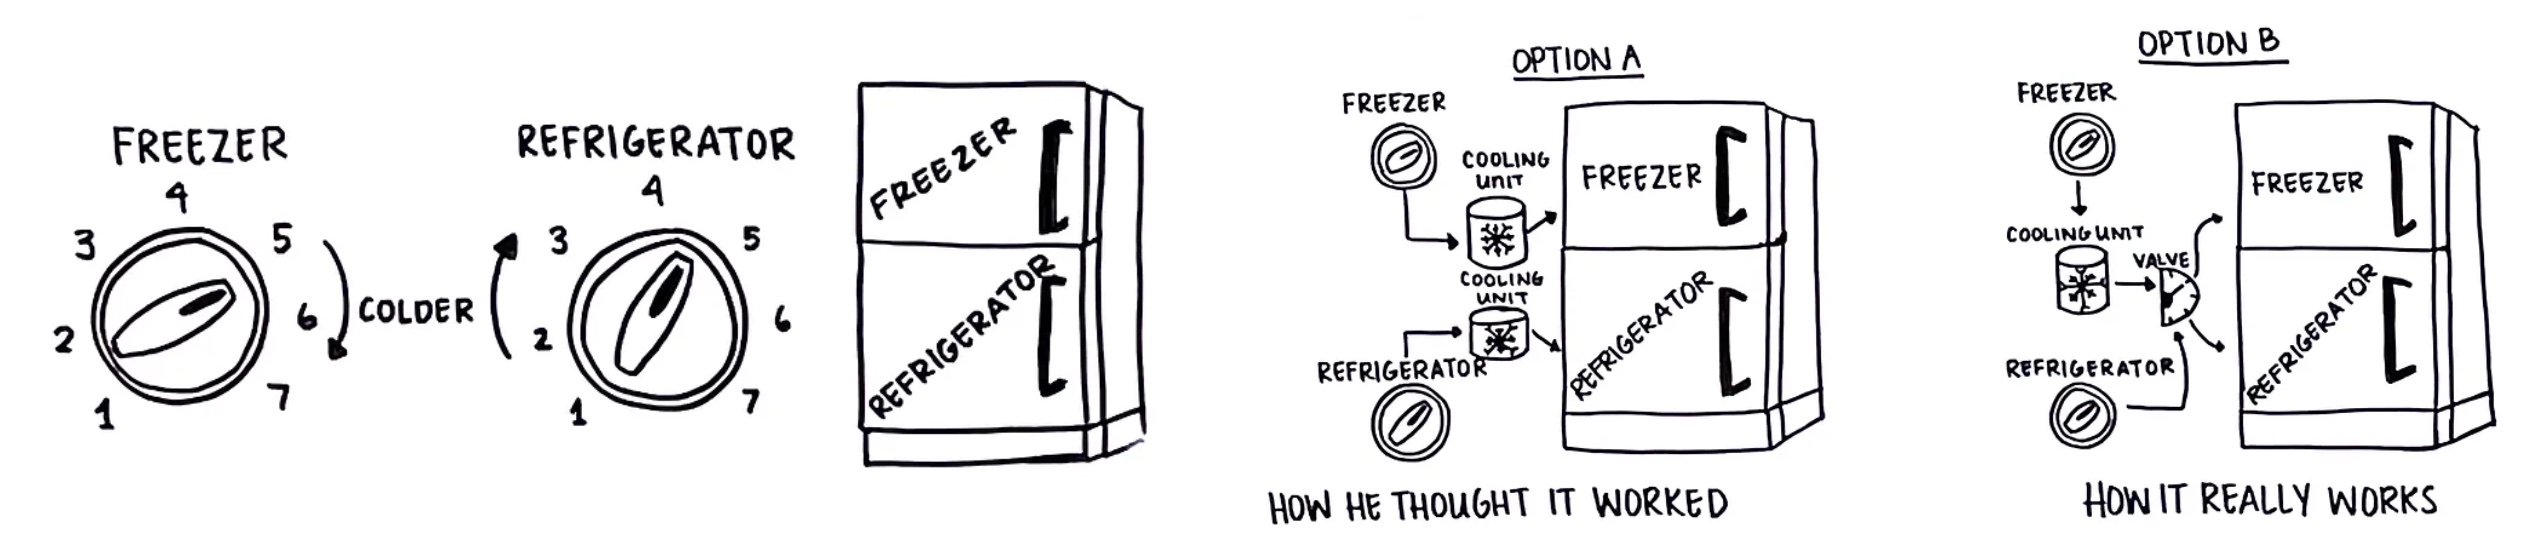 FREEZER
4
3
5
2
6
1
7
COLDER
REFRIGERATOR
4
3
5
2
6
1
7
FREEZER
REFRIGERATOR
OPTION A
FREEZER
COOLING
UNIT
COOLING
UNIT
REFRIGERATOR
FREEZER
REFRIGERATOR
HOW HE THOUGHT IT WORKED
OPTION B
FREEZER
COOLING UNIT
VALVE
REFRIGERATOR
FREEZER
REFRIGERATOR
HOW IT REALLY WORKS